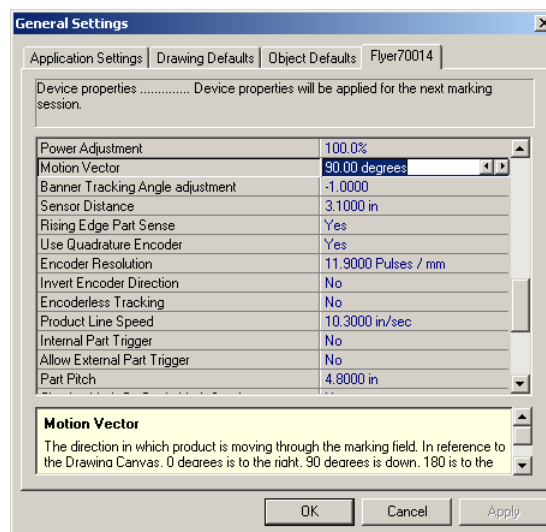 General Settings
Application Settings Drawing Defaults Object Defaults Flyer70014
Device properties ............. Device properties will be applied for the next marking
session.
Power Adjustment 100.0%
Motion Vector 90.00 degrees
Banner Tracking Angle adjustment -1.0000
Sensor Distance 3.1000 in
Rising Edge Part Sense Yes
Use Quadrature Encoder Yes
Encoder Resolution 11.9000 Pulses / mm
Invert Encoder Direction No
Encoderless Tracking No
Product Line Speed 10.3000 in/sec
Internal Part Trigger No
Allow External Part Trigger No
Part Pitch 4.8000 in
Motion Vector
The direction in which product is moving through the marking field. In reference to
the Drawing Canvas. 0 degrees is to the right. 90 degrees is down. 180 is to the
OK Cancel Apply